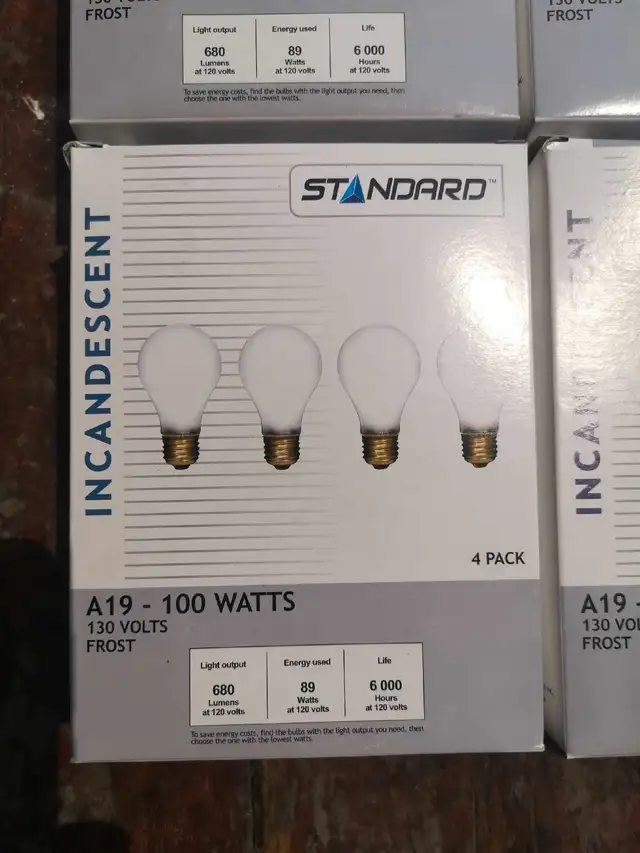 FROST
Light output
Energy used
Life
680
89
6 000
Lumens
Watts
Hours
at 120 volts
at 120 volts
at 120 volts
To save energy costs, find the bulbs with the light output you need, then
choose the one with the lowest watts.
FROST
STANDARD™
INCANDESCENT
4 PACK
A19 - 100 WATTS
130 VOLTS
FROST
Light output
Energy used
Life
680
89
6 000
Lumens
Watts
Hours
at 120 volts
at 120 volts
at 120 volts
To save energy costs, find the bulbs with the light output you need, then
choose the one with the lowest watts.
A19 -
130 VOL
FROST